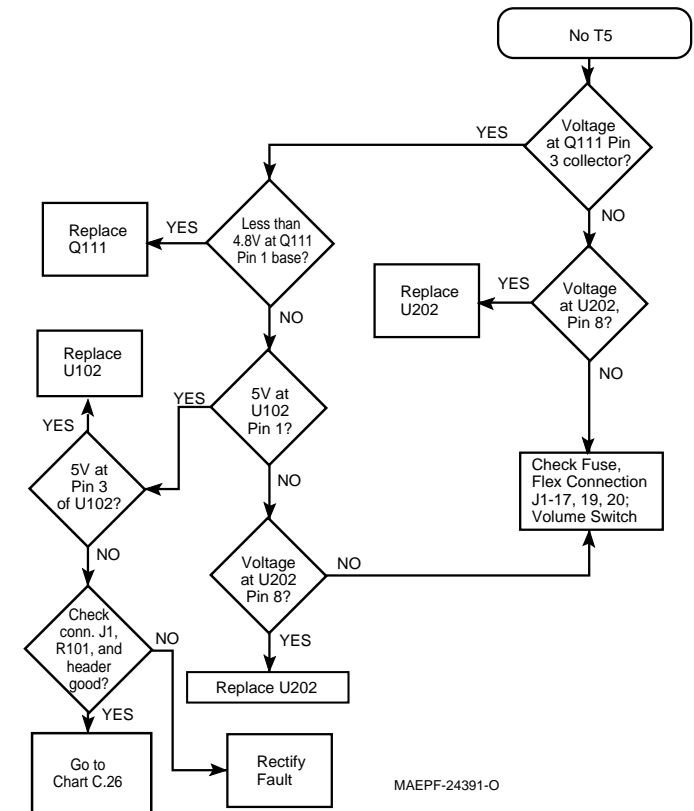 No T5
Voltage
at Q111 Pin
3 collector?
YES
NO
Less than
4.8V at Q111
Pin 1 base?
YES
Replace
Q111
NO
Voltage
at U202,
Pin 8?
YES
Replace
U202
NO
Check Fuse,
Flex Connection
J1-17, 19, 20;
Volume Switch
5V at
U102
Pin 1?
YES
NO
Replace
U102
YES
5V at
Pin 3
of U102?
NO
Voltage
at U202
Pin 8?
NO
YES
Replace U202
Check
conn. J1,
R101, and
header
good?
NO
YES
Go to
Chart C.26
Rectify
Fault
MAEPF-24391-O